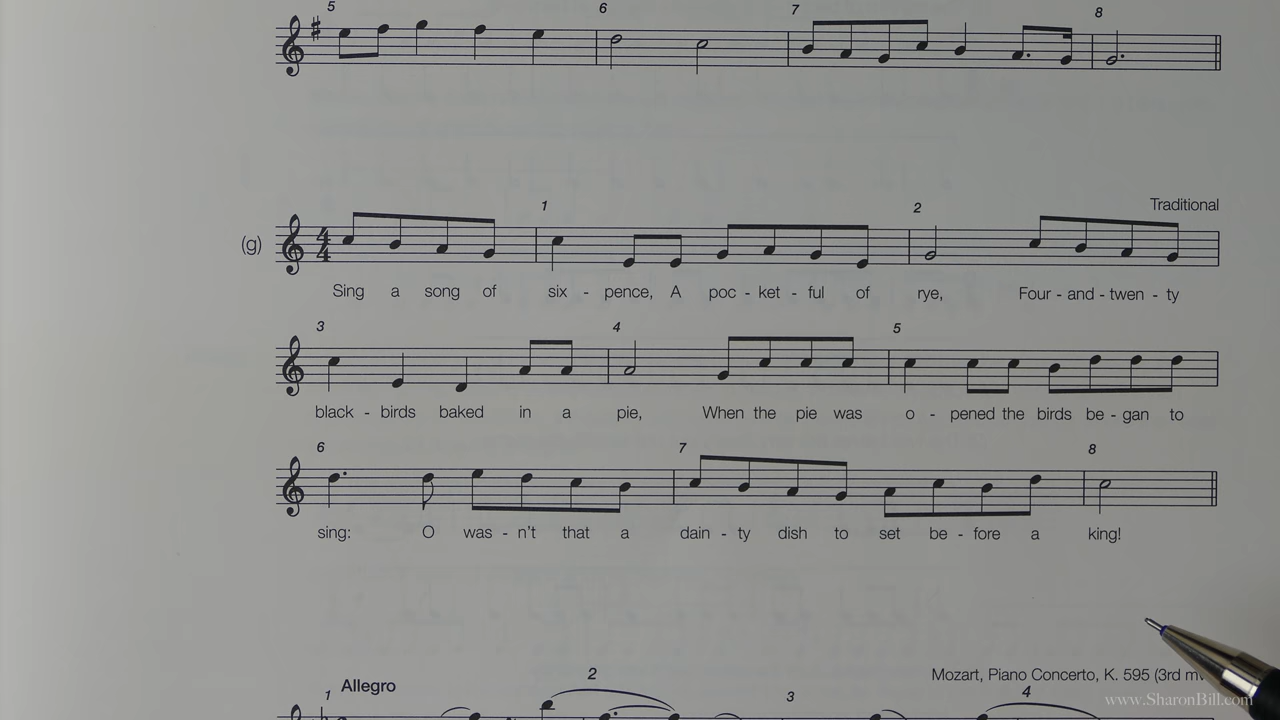 5 6 7 8
Traditional
1 2
(g) 4/4
Sing a song of six - pence, A poc - ket - ful of rye, Four - and - twen - ty
3 4 5
black - birds baked in a pie, When the pie was o - pened the birds be - gan to
6 7 8
sing: O was - n't that a dain - ty dish to set be - fore a king!
Mozart, Piano Concerto, K. 595 (3rd
1 Allegro 2 3 4
www.SharonBill.com